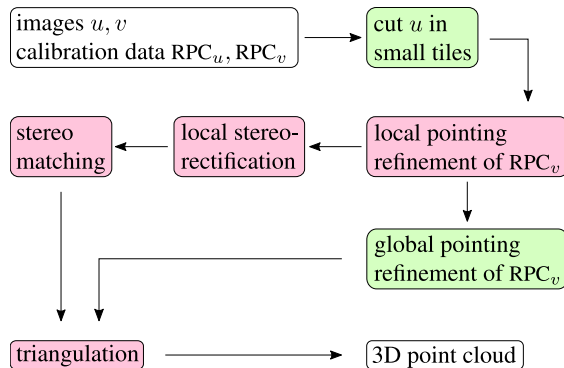 images u, v
calibration data RPC_u, RPC_v
cut u in
small tiles
stereo
matching
local stereo-
rectification
local pointing
refinement of RPC_v
global pointing
refinement of RPC_v
triangulation
3D point cloud